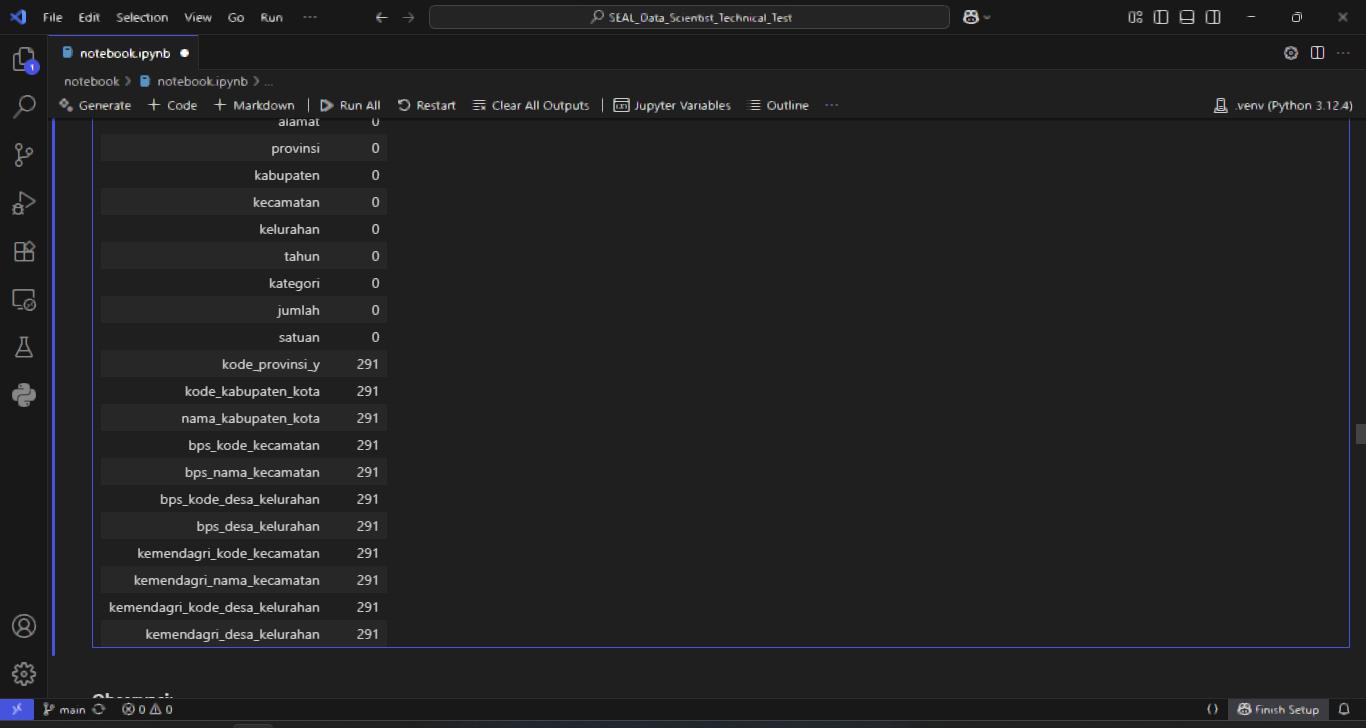 File Edit Selection View Go Run ··· SEAL_Data_Scientist_Technical_Test
notebook.ipynb
notebook > notebook.ipynb > ...
Generate + Code + Markdown Run All Restart Clear All Outputs Jupyter Variables Outline ··· .venv (Python 3.12.4)
1
alamat 0
provinsi 0
kabupaten 0
kecamatan 0
kelurahan 0
tahun 0
kategori 0
jumlah 0
satuan 0
kode_provinsi_y 291
kode_kabupaten_kota 291
nama_kabupaten_kota 291
bps_kode_kecamatan 291
bps_nama_kecamatan 291
bps_kode_desa_kelurahan 291
bps_desa_kelurahan 291
kemendagri_kode_kecamatan 291
kemendagri_nama_kecamatan 291
kemendagri_kode_desa_kelurahan 291
kemendagri_desa_kelurahan 291
main 0 0 {} Finish Setup